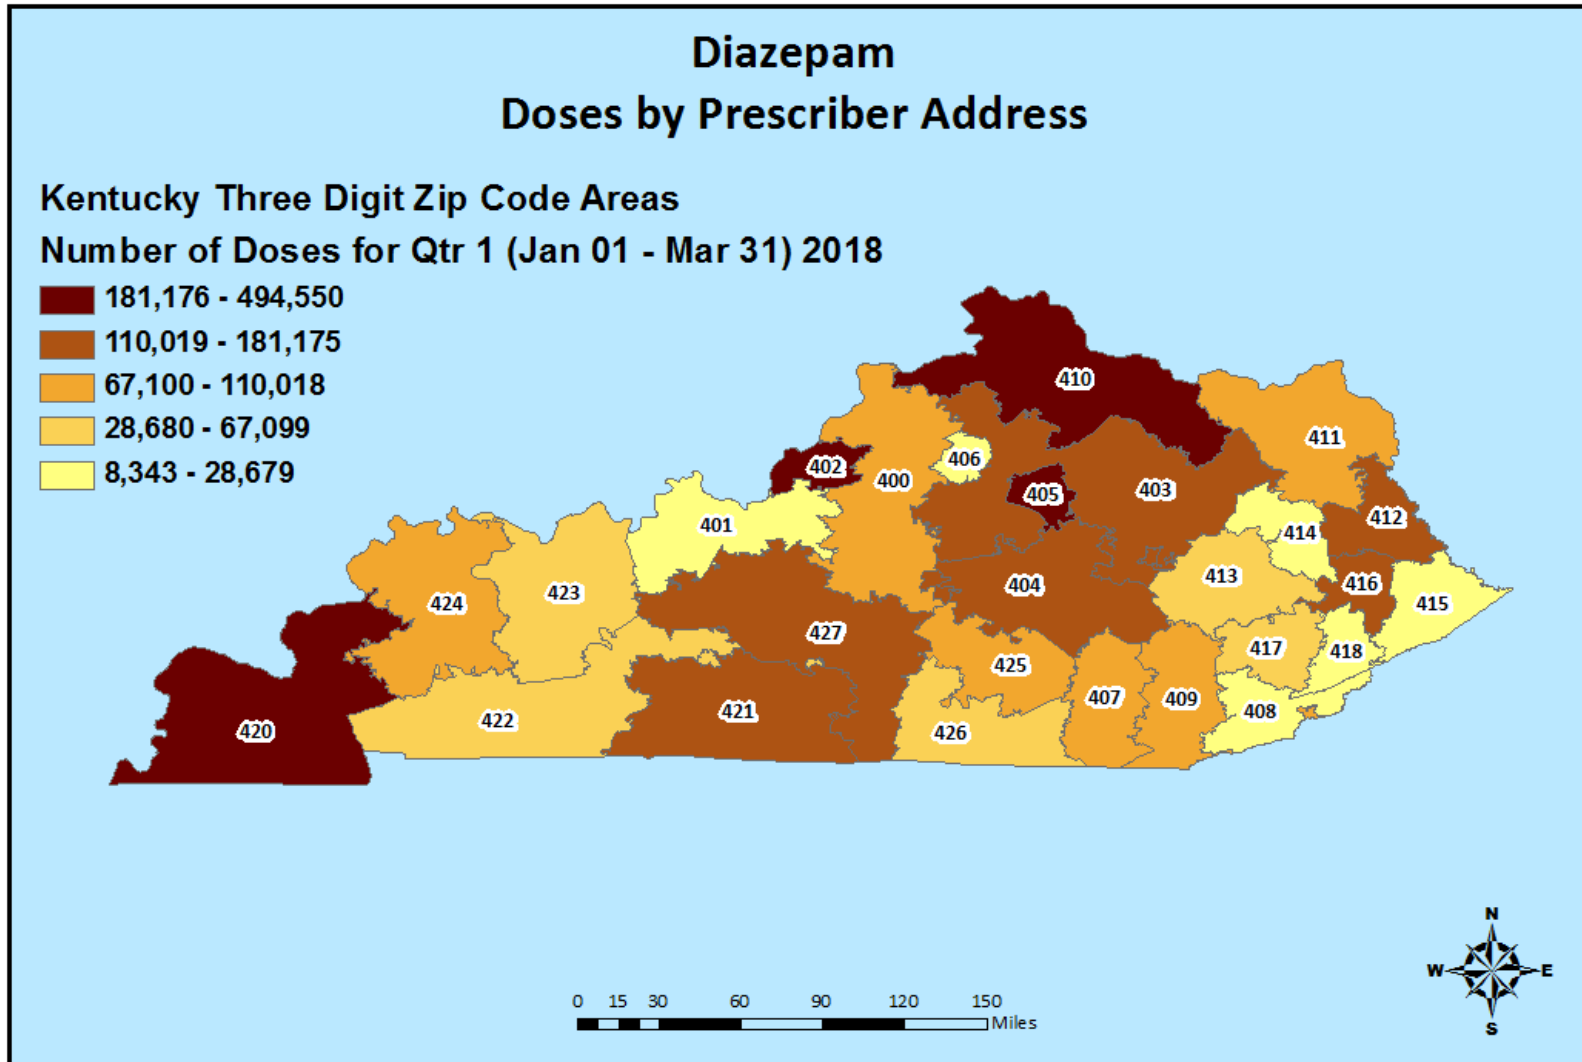 Diazepam
Doses by Prescriber Address
Kentucky Three Digit Zip Code Areas
Number of Doses for Qtr 1 (Jan 01 - Mar 31) 2018
181,176 - 494,550
110,019 - 181,175
67,100 - 110,018
28,680 - 67,099
8,343 - 28,679
410
411
402
406
400
405
403
412
401
414
404
413
416
415
424
423
427
417
418
425
407
409
408
420
422
421
426
N
W E
S
0 15 30 60 90 120 150
Miles